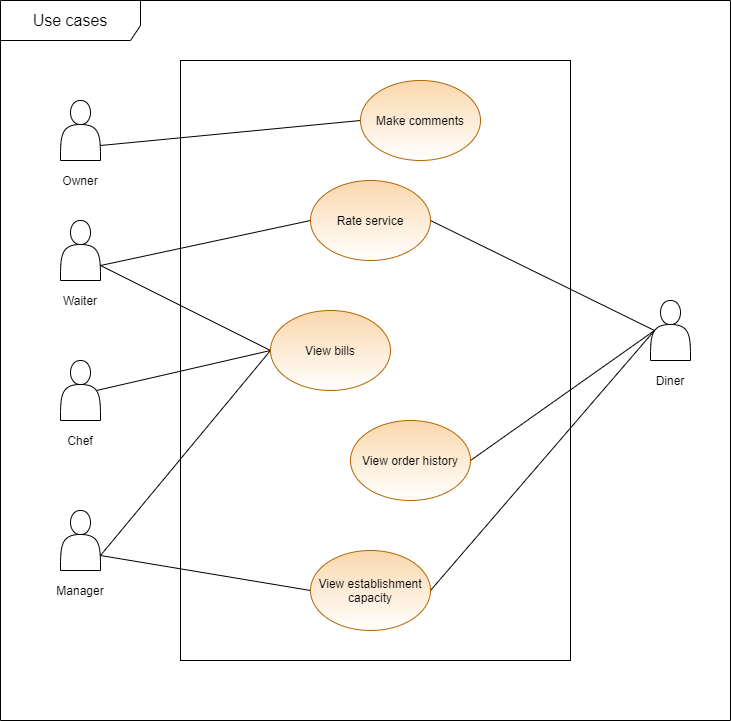 Use cases
Make comments
Owner
Rate service
Waiter
View bills
Diner
Chef
View order history
View establishment
capacity
Manager